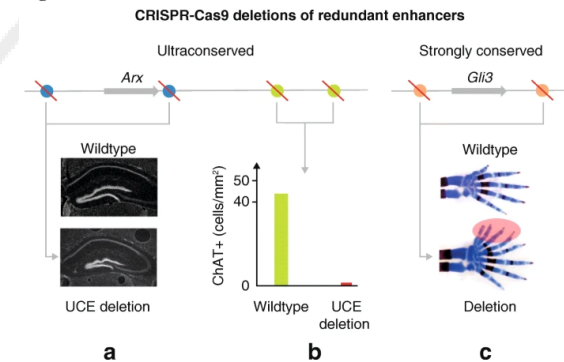 CRISPR-Cas9 deletions of redundant enhancers
Ultraconserved
Strongly conserved
Arx
Gli3
Wildtype
UCE deletion
ChAT+ (cells/mm²)
50
40
0
Wildtype
UCE
deletion
Wildtype
Deletion
a
b
c